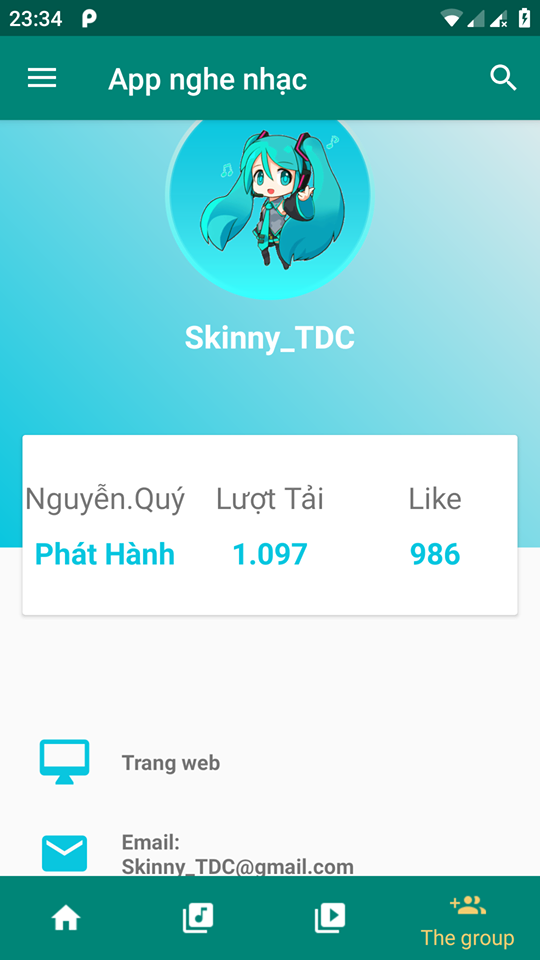 23:34
App nghe nhạc
Skinny_TDC
Nguyễn.Quý Lượt Tải Like
Phát Hành 1.097 986
Trang web
Email:
Skinny_TDC@gmail.com
The group